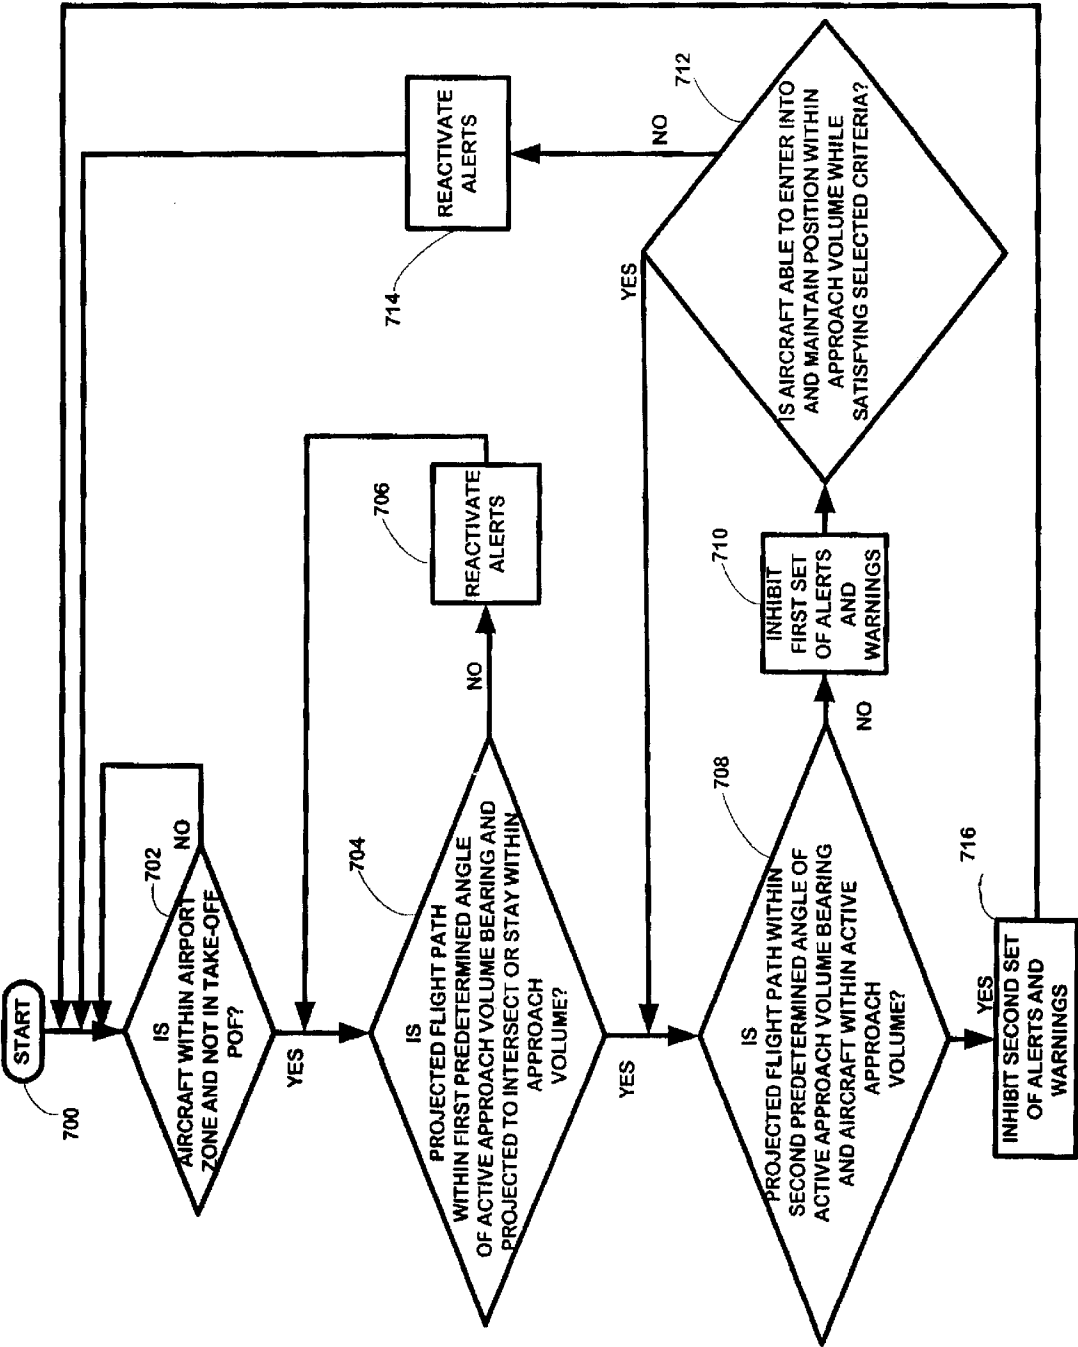 START
700
IS
AIRCRAFT WITHIN AIRPORT
ZONE AND NOT IN TAKE-OFF
POF?
702
NO
YES
IS
PROJECTED FLIGHT PATH
WITHIN FIRST PREDETERMINED ANGLE
OF ACTIVE APPROACH VOLUME BEARING AND
PROJECTED TO INTERSECT OR STAY WITHIN
APPROACH
VOLUME?
704
NO
REACTIVATE
ALERTS
706
YES
IS
PROJECTED FLIGHT PATH WITHIN
SECOND PREDETERMINED ANGLE OF
ACTIVE APPROACH VOLUME BEARING
AND AIRCRAFT WITHIN ACTIVE
APPROACH
VOLUME?
708
NO
INHIBIT
FIRST SET
OF ALERTS
AND
WARNINGS
710
IS AIRCRAFT ABLE TO ENTER INTO
AND MAINTAIN POSITION WITHIN
APPROACH VOLUME WHILE
SATISFYING SELECTED CRITERIA?
712
YES
NO
REACTIVATE
ALERTS
714
YES
INHIBIT SECOND SET
OF ALERTS AND
WARNINGS
716